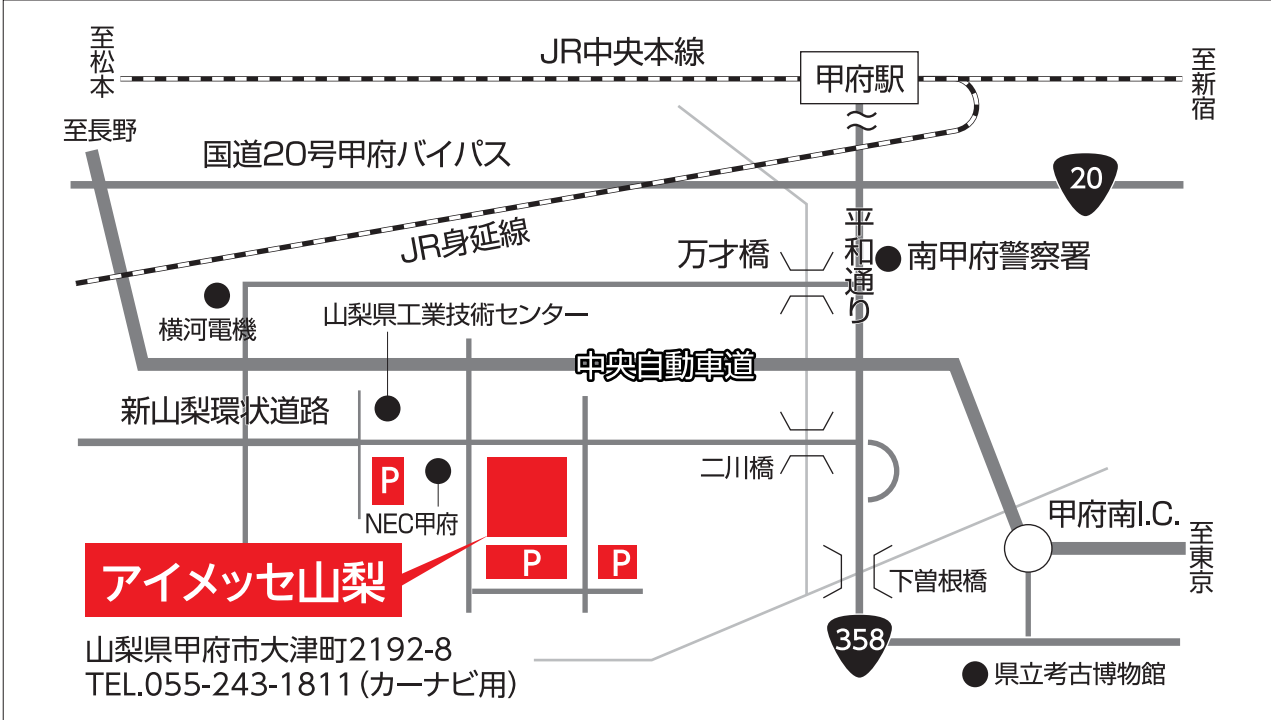 至松本
JR中央本線
甲府駅
至新宿
至長野
国道20号甲府バイパス
20
JR身延線
万才橋
平和通り
南甲府警察署
横河電機
山梨県工業技術センター
中央自動車道
新山梨環状道路
二川橋
P
NEC甲府
甲府南I.C.
至東京
アイメッセ山梨
P
P
下曽根橋
358
山梨県甲府市大津町2192-8
TEL.055-243-1811(カーナビ用)
県立考古博物館